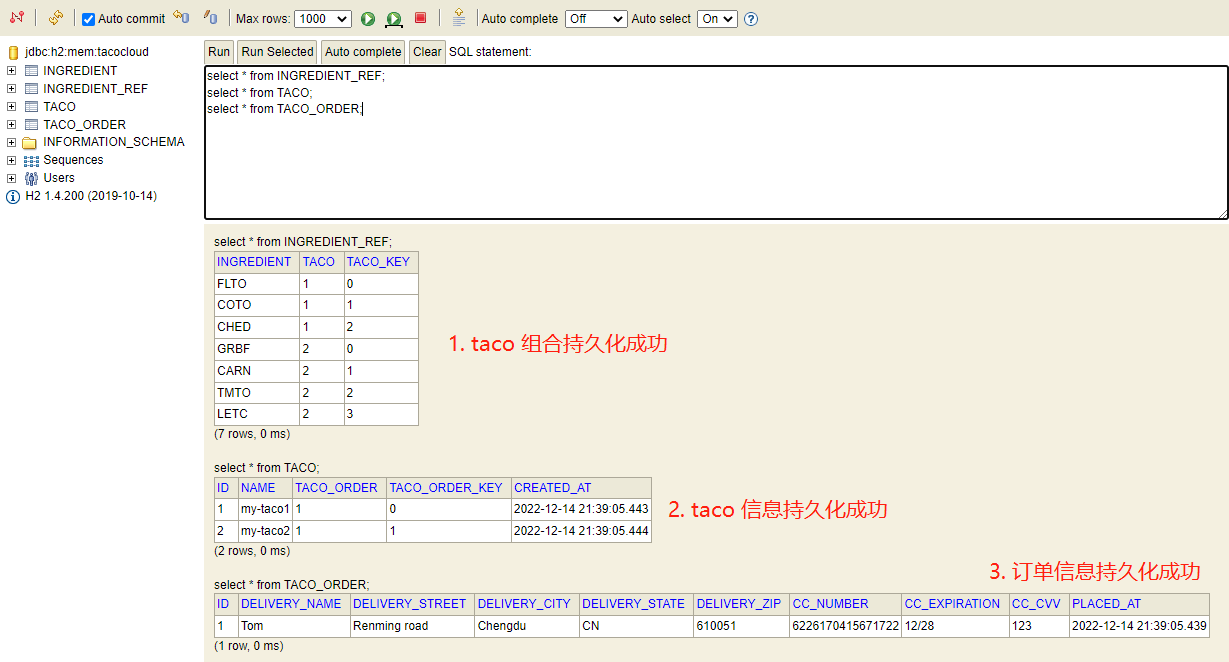 Auto commit Max rows: 1000 Auto complete Off Auto select On ?
jdbc:h2:mem:tacocloud
INGREDIENT
INGREDIENT_REF
TACO
TACO_ORDER
INFORMATION_SCHEMA
Sequences
Users
H2 1.4.200 (2019-10-14)
Run Run Selected Auto complete Clear SQL statement:
select * from INGREDIENT_REF;
select * from TACO;
select * from TACO_ORDER;
select * from INGREDIENT_REF;
INGREDIENT TACO TACO_KEY
FLTO 1 0
COTO 1 1
CHED 1 2
GRBF 2 0
CARN 2 1
TMTO 2 2
LETC 2 3
(7 rows, 0 ms)
1. taco 组合持久化成功
select * from TACO;
ID NAME TACO_ORDER TACO_ORDER_KEY CREATED_AT
1 my-taco1 1 0 2022-12-14 21:39:05.443
2 my-taco2 1 1 2022-12-14 21:39:05.444
(2 rows, 0 ms)
2. taco 信息持久化成功
3. 订单信息持久化成功
select * from TACO_ORDER;
ID DELIVERY_NAME DELIVERY_STREET DELIVERY_CITY DELIVERY_STATE DELIVERY_ZIP CC_NUMBER CC_EXPIRATION CC_CVV PLACED_AT
1 Tom Renming road Chengdu CN 610051 6226170415671722 12/28 123 2022-12-14 21:39:05.439
(1 row, 0 ms)